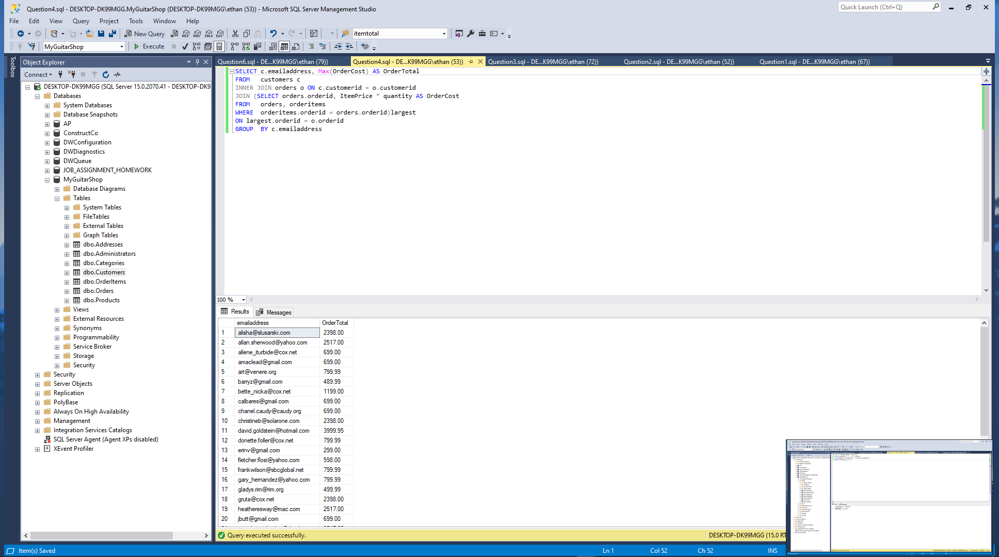 Question4.sql - DESKTOP-DK99MGG.MyGuitarShop (DESKTOP-DK99MGG\ethan (53)) - Microsoft SQL Server Management Studio
Quick Launch (Ctrl+Q)
File Edit View Query Project Tools Window Help
New Query MDX DMX XMLA DAX itemtotal
MyGuitarShop Execute
Toolbox
Object Explorer
Connect
DESKTOP-DK99MGG (SQL Server 15.0.2070.41 - DESKTOP-DK9
Databases
System Databases
Database Snapshots
AP
ConstructCo
DWConfiguration
DWDiagnostics
DWQueue
JOB_ASSIGNMENT_HOMEWORK
MyGuitarShop
Database Diagrams
Tables
System Tables
FileTables
External Tables
Graph Tables
dbo.Addresses
dbo.Administrators
dbo.Categories
dbo.Customers
dbo.OrderItems
dbo.Orders
dbo.Products
Views
External Resources
Synonyms
Programmability
Service Broker
Storage
Security
Security
Server Objects
Replication
PolyBase
Always On High Availability
Management
Integration Services Catalogs
SQL Server Agent (Agent XPs disabled)
XEvent Profiler
Question6.sql - DE...K99MGG\ethan (79)) Question4.sql - DE...K99MGG\ethan (53)) Question3.sql - DE...K99MGG\ethan (72)) Question2.sql - DE...K99MGG\ethan (52)) Question1.sql - DE...K99MGG\ethan (67))
SELECT c.emailaddress, Max(OrderCost) AS OrderTotal
FROM customers c
INNER JOIN orders o ON c.customerid = o.customerid
JOIN (SELECT orders.orderid, ItemPrice * quantity AS OrderCost
FROM orders, orderitems
WHERE orderitems.orderid = orders.orderid)largest
ON largest.orderid = o.orderid
GROUP BY c.emailaddress
100 %
Results Messages
emailaddress OrderTotal
1 alisha@slusarski.com 2398.00
2 allan.sherwood@yahoo.com 2517.00
3 allene_iturbide@cox.net 699.00
4 amaclead@gmail.com 699.00
5 art@venere.org 799.99
6 barryz@gmail.com 489.99
7 bette_nicka@cox.net 1199.00
8 calbares@gmail.com 699.00
9 chanel.caudy@caudy.org 699.00
10 christineb@solarone.com 2398.00
11 david.goldstein@hotmail.com 3999.95
12 donette.foller@cox.net 799.99
13 erinv@gmail.com 299.00
14 fletcher.flosi@yahoo.com 598.00
15 frankwilson@sbcglobal.net 799.99
16 gary_hernandez@yahoo.com 799.99
17 gladys.rim@rim.org 499.99
18 gruta@cox.net 2398.00
19 heatheresway@mac.com 2517.00
20 jbutt@gmail.com 699.00
Query executed successfully. DESKTOP-DK99MGG (15.0 RT
Item(s) Saved Ln 1 Col 52 Ch 52 INS